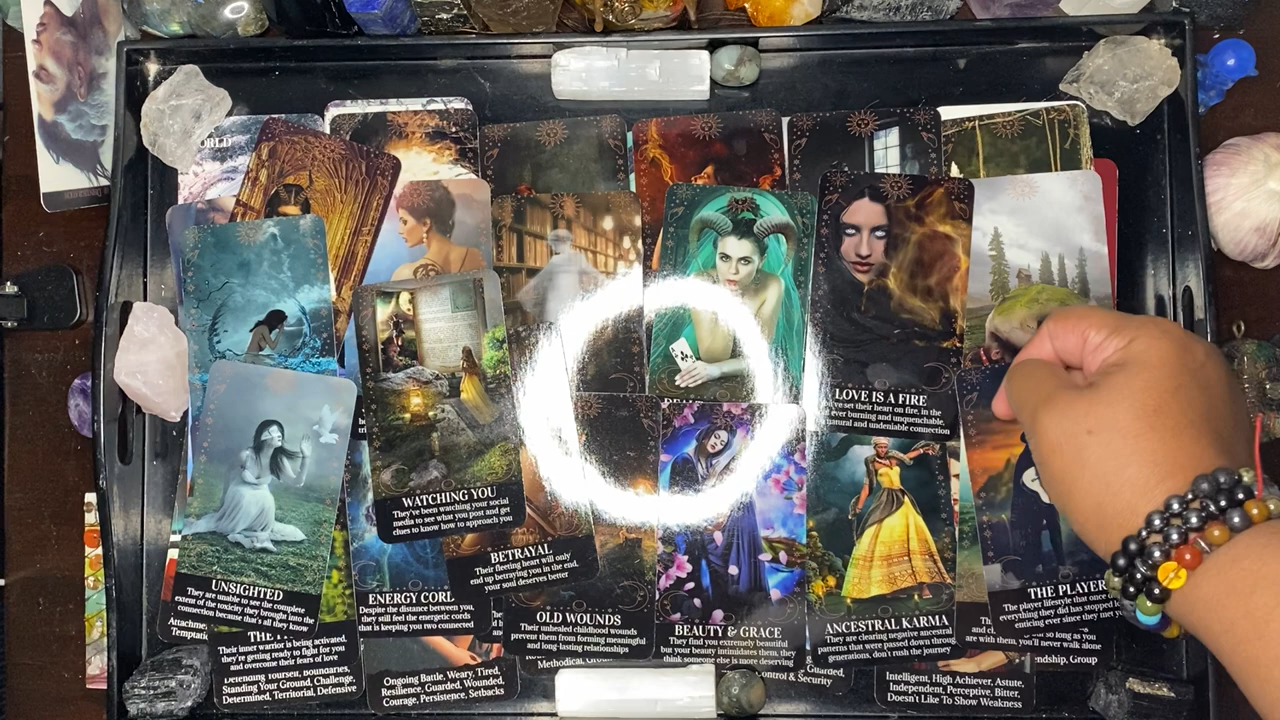 ORLD
LOVE IS A FIRE
've set their heart on fire, in the
ever burning and unquenchable,
natural and undeniable connection
WATCHING YOU
They've been watching your social
media to see what you post and get
clues to know how to approach you
BETRAYAL
Their fleeting heart will only
end up betraying you in the end,
your soul deserves better
UNSIGHTED
They are unable to see the complete
extent of the toxicity they brought into the
connection because that's all they know
ENERGY CORL
Despite the distance between you,
they still feel the energetic cords
that is keeping you two connected
OLD WOUNDS
Their unhealed childhood wounds
prevent them from forming meaningful
and long-lasting relationships
BEAUTY & GRACE
They find you extremely beautiful
but your beauty intimidates them, they
think someone else is more deserving
ANCESTRAL KARMA
They are clearing negative ancestral
patterns that were passed down through
generations, don't rush the journey
THE PLAYER
The player lifestyle that once
everything they did has stopped
enticing ever since they met
so long as you
are with them, you'll never walk alone
Their inner warrior is being activated,
they're getting ready to fight for you
and overcome their fears of love
Defending Yourself, Boundaries,
Standing Your Ground, Challenge,
Determined, Territorial, Defensive
Ongoing Battle, Weary, Tired,
Resilience, Guarded, Wounded,
Courage, Persistence, Setbacks
Methodical,
Guarded,
Control & Security
Intelligent, High Achiever, Astute,
Independent, Perceptive, Bitter,
Doesn't Like To Show Weakness